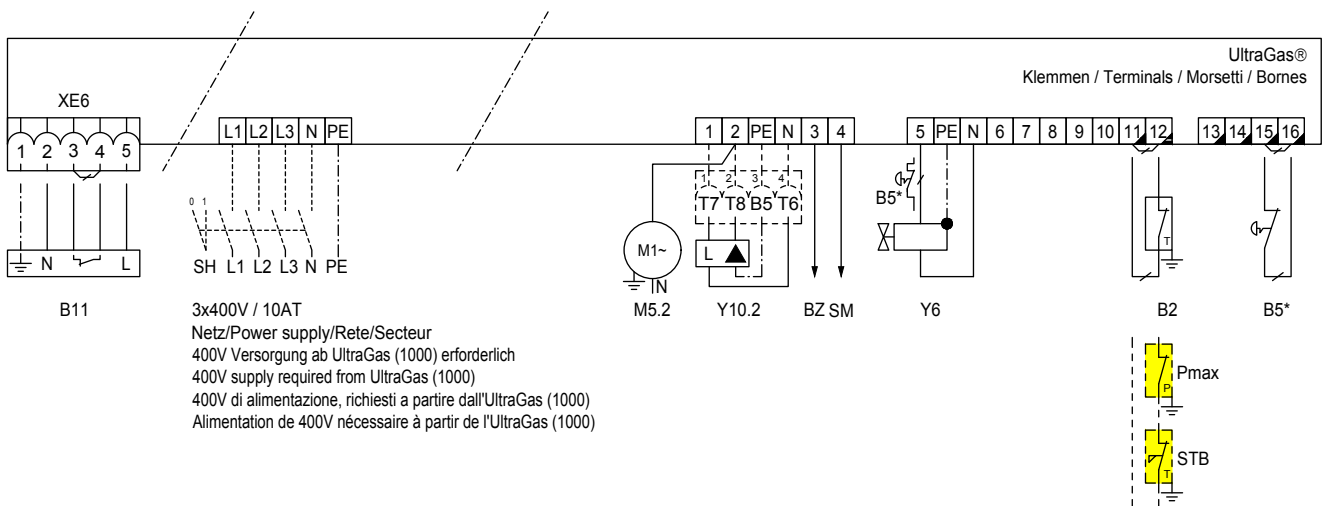 UltraGas®
Klemmen / Terminals / Morsetti / Bornes
XE6
L1 L2 L3 N PE
1 2 PE N 3 4
5 PE N 6 7 8 9 10 11 12
13 14 15 16
1 2 3 4 5
1 2 3 4
T7 T8 B5 T6
B5*
0 1
M1~
L
T
N L
SH L1 L2 L3 N PE
N
B11
3x400V / 10AT
M5.2
Y10.2
BZ SM
Y6
B2
B5*
Netz/Power supply/Rete/Secteur
400V Versorgung ab UltraGas (1000) erforderlich
400V supply required from UltraGas (1000)
400V di alimentazione, richiesti a partire dall'UltraGas (1000)
Alimentation de 400V nécessaire à partir de l'UltraGas (1000)
Pmax
P
STB
T